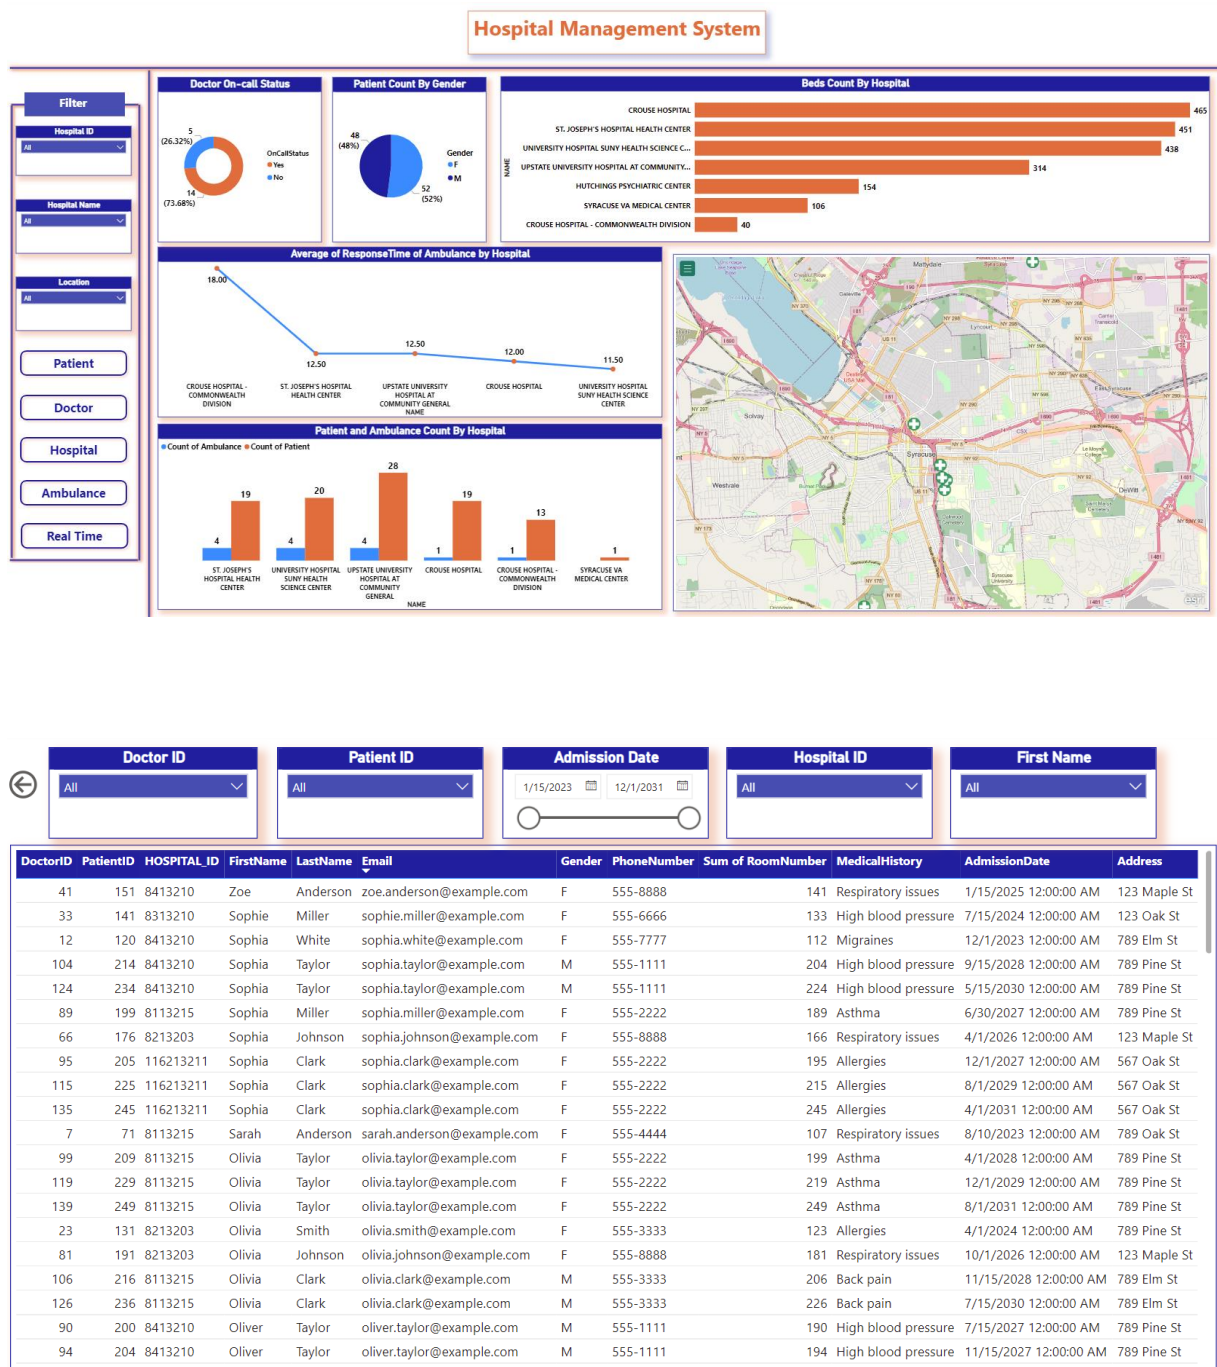 Hospital Management System
Filter
Hospital ID
All
Hospital Name
All
Location
All
Patient
Doctor
Hospital
Ambulance
Real Time
Doctor On-call Status
5
(26.32%)
14
(73.68%)
OnCallStatus
Yes
No
Patient Count By Gender
48
(48%)
52
(52%)
Gender
F
M
Beds Count By Hospital
NAME
CROUSE HOSPITAL 465
ST. JOSEPH'S HOSPITAL HEALTH CENTER 451
UNIVERSITY HOSPITAL SUNY HEALTH SCIENCE C... 438
UPSTATE UNIVERSITY HOSPITAL AT COMMUNITY... 314
HUTCHINGS PSYCHIATRIC CENTER 154
SYRACUSE VA MEDICAL CENTER 106
CROUSE HOSPITAL - COMMONWEALTH DIVISION 40
Average of ResponseTime of Ambulance by Hospital
18.00
12.50
12.50
12.00
11.50
CROUSE HOSPITAL -
COMMONWEALTH
DIVISION
ST. JOSEPH'S HOSPITAL
HEALTH CENTER
UPSTATE UNIVERSITY
HOSPITAL AT
COMMUNITY GENERAL
CROUSE HOSPITAL
UNIVERSITY HOSPITAL
SUNY HEALTH SCIENCE
CENTER
NAME
Patient and Ambulance Count By Hospital
Count of Ambulance Count of Patient
4 19
4 20
4 28
1 19
1 13
1
ST. JOSEPH'S
HOSPITAL HEALTH
CENTER
UNIVERSITY HOSPITAL
SUNY HEALTH
SCIENCE CENTER
UPSTATE UNIVERSITY
HOSPITAL AT
COMMUNITY
GENERAL
CROUSE HOSPITAL
CROUSE HOSPITAL -
COMMONWEALTH
DIVISION
SYRACUSE VA
MEDICAL CENTER
NAME
Mattydale
Galeville
Lyncourt
East Syracuse
Solvay
Syracuse
Westvale
DeWitt
Syracuse
University
esri
Doctor ID
All
Patient ID
All
Admission Date
1/15/2023 12/1/2031
Hospital ID
All
First Name
All
DoctorID PatientID HOSPITAL_ID FirstName LastName Email Gender PhoneNumber Sum of RoomNumber MedicalHistory AdmissionDate Address
41 151 8413210 Zoe Anderson zoe.anderson@example.com F 555-8888 141 Respiratory issues 1/15/2025 12:00:00 AM 123 Maple St
33 141 8313210 Sophie Miller sophie.miller@example.com F 555-6666 133 High blood pressure 7/15/2024 12:00:00 AM 123 Oak St
12 120 8413210 Sophia White sophia.white@example.com F 555-7777 112 Migraines 12/1/2023 12:00:00 AM 789 Elm St
104 214 8413210 Sophia Taylor sophia.taylor@example.com M 555-1111 204 High blood pressure 9/15/2028 12:00:00 AM 789 Pine St
124 234 8413210 Sophia Taylor sophia.taylor@example.com M 555-1111 224 High blood pressure 5/15/2030 12:00:00 AM 789 Pine St
89 199 8113215 Sophia Miller sophia.miller@example.com F 555-2222 189 Asthma 6/30/2027 12:00:00 AM 789 Pine St
66 176 8213203 Sophia Johnson sophia.johnson@example.com F 555-8888 166 Respiratory issues 4/1/2026 12:00:00 AM 123 Maple St
95 205 116213211 Sophia Clark sophia.clark@example.com F 555-2222 195 Allergies 12/1/2027 12:00:00 AM 567 Oak St
115 225 116213211 Sophia Clark sophia.clark@example.com F 555-2222 215 Allergies 8/1/2029 12:00:00 AM 567 Oak St
135 245 116213211 Sophia Clark sophia.clark@example.com F 555-2222 245 Allergies 4/1/2031 12:00:00 AM 567 Oak St
7 71 8113215 Sarah Anderson sarah.anderson@example.com F 555-4444 107 Respiratory issues 8/10/2023 12:00:00 AM 789 Oak St
99 209 8113215 Olivia Taylor olivia.taylor@example.com F 555-2222 199 Asthma 4/1/2028 12:00:00 AM 789 Pine St
119 229 8113215 Olivia Taylor olivia.taylor@example.com F 555-2222 219 Asthma 12/1/2029 12:00:00 AM 789 Pine St
139 249 8113215 Olivia Taylor olivia.taylor@example.com F 555-2222 249 Asthma 8/1/2031 12:00:00 AM 789 Pine St
23 131 8213203 Olivia Smith olivia.smith@example.com F 555-3333 123 Allergies 4/1/2024 12:00:00 AM 789 Pine St
81 191 8213203 Olivia Johnson olivia.johnson@example.com F 555-8888 181 Respiratory issues 10/1/2026 12:00:00 AM 123 Maple St
106 216 8113215 Olivia Clark olivia.clark@example.com M 555-3333 206 Back pain 11/15/2028 12:00:00 AM 789 Elm St
126 236 8113215 Olivia Clark olivia.clark@example.com M 555-3333 226 Back pain 7/15/2030 12:00:00 AM 789 Elm St
90 200 8413210 Oliver Taylor oliver.taylor@example.com M 555-1111 190 High blood pressure 7/15/2027 12:00:00 AM 789 Pine St
94 204 8413210 Oliver Taylor oliver.taylor@example.com M 555-1111 194 High blood pressure 11/15/2027 12:00:00 AM 789 Pine St